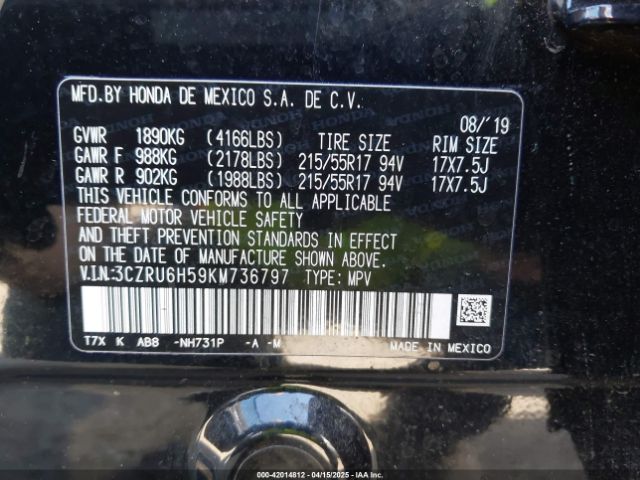 MFD.BY HONDA DE MEXICO S.A. DE C.V.
08/'19
GVWR 1890KG (4166LBS) TIRE SIZE RIM SIZE
GAWR F 988KG (2178LBS) 215/55R17 94V 17X7.5J
GAWR R 902KG (1988LBS) 215/55R17 94V 17X7.5J
THIS VEHICLE CONFORMS TO ALL APPLICABLE
FEDERAL MOTOR VEHICLE SAFETY
AND THEFT PREVENTION STANDARDS IN EFFECT
ON THE DATE OF MANUFACTURE SHOWN ABOVE.
V.I.N.:3CZRU6H59KM736797 TYPE: MPV
T7X K AB8 -NH731P -A -M
MADE IN MEXICO
000-42014812 04/15/2025 IAAI.COM